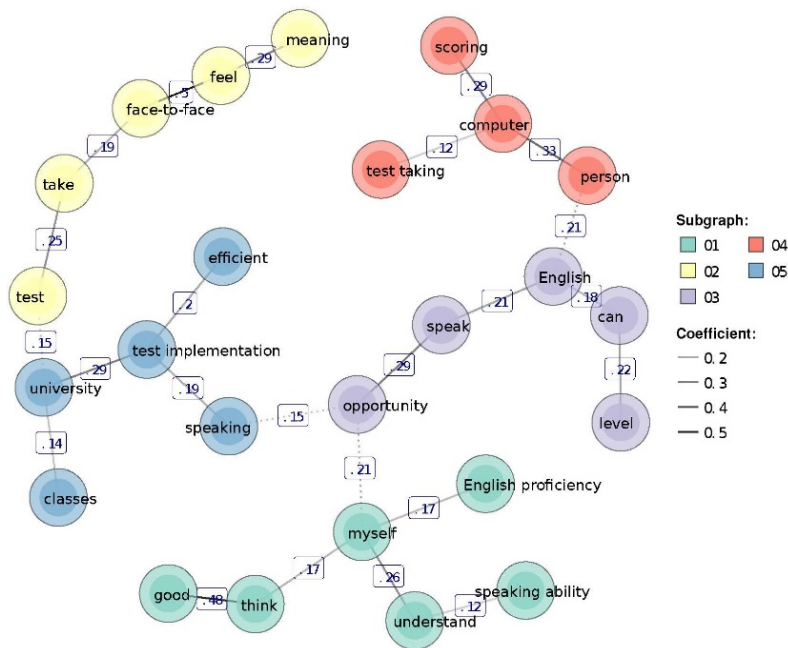 meaning
scoring
.29
feel
.29
.5
face-to-face
computer
.19
.12
.33
test taking
person
take
.21
.25
efficient
English
test
.2
.21
.18
can
speak
.15
test implementation
.29
.29
.22
university
.19
opportunity
speaking
.15
level
.14
.21
classes
English proficiency
.17
myself
.17
.26
good
.48
think
speaking ability
.12
understand
Subgraph:
01 04
02 05
03
Coefficient:
0.2
0.3
0.4
0.5